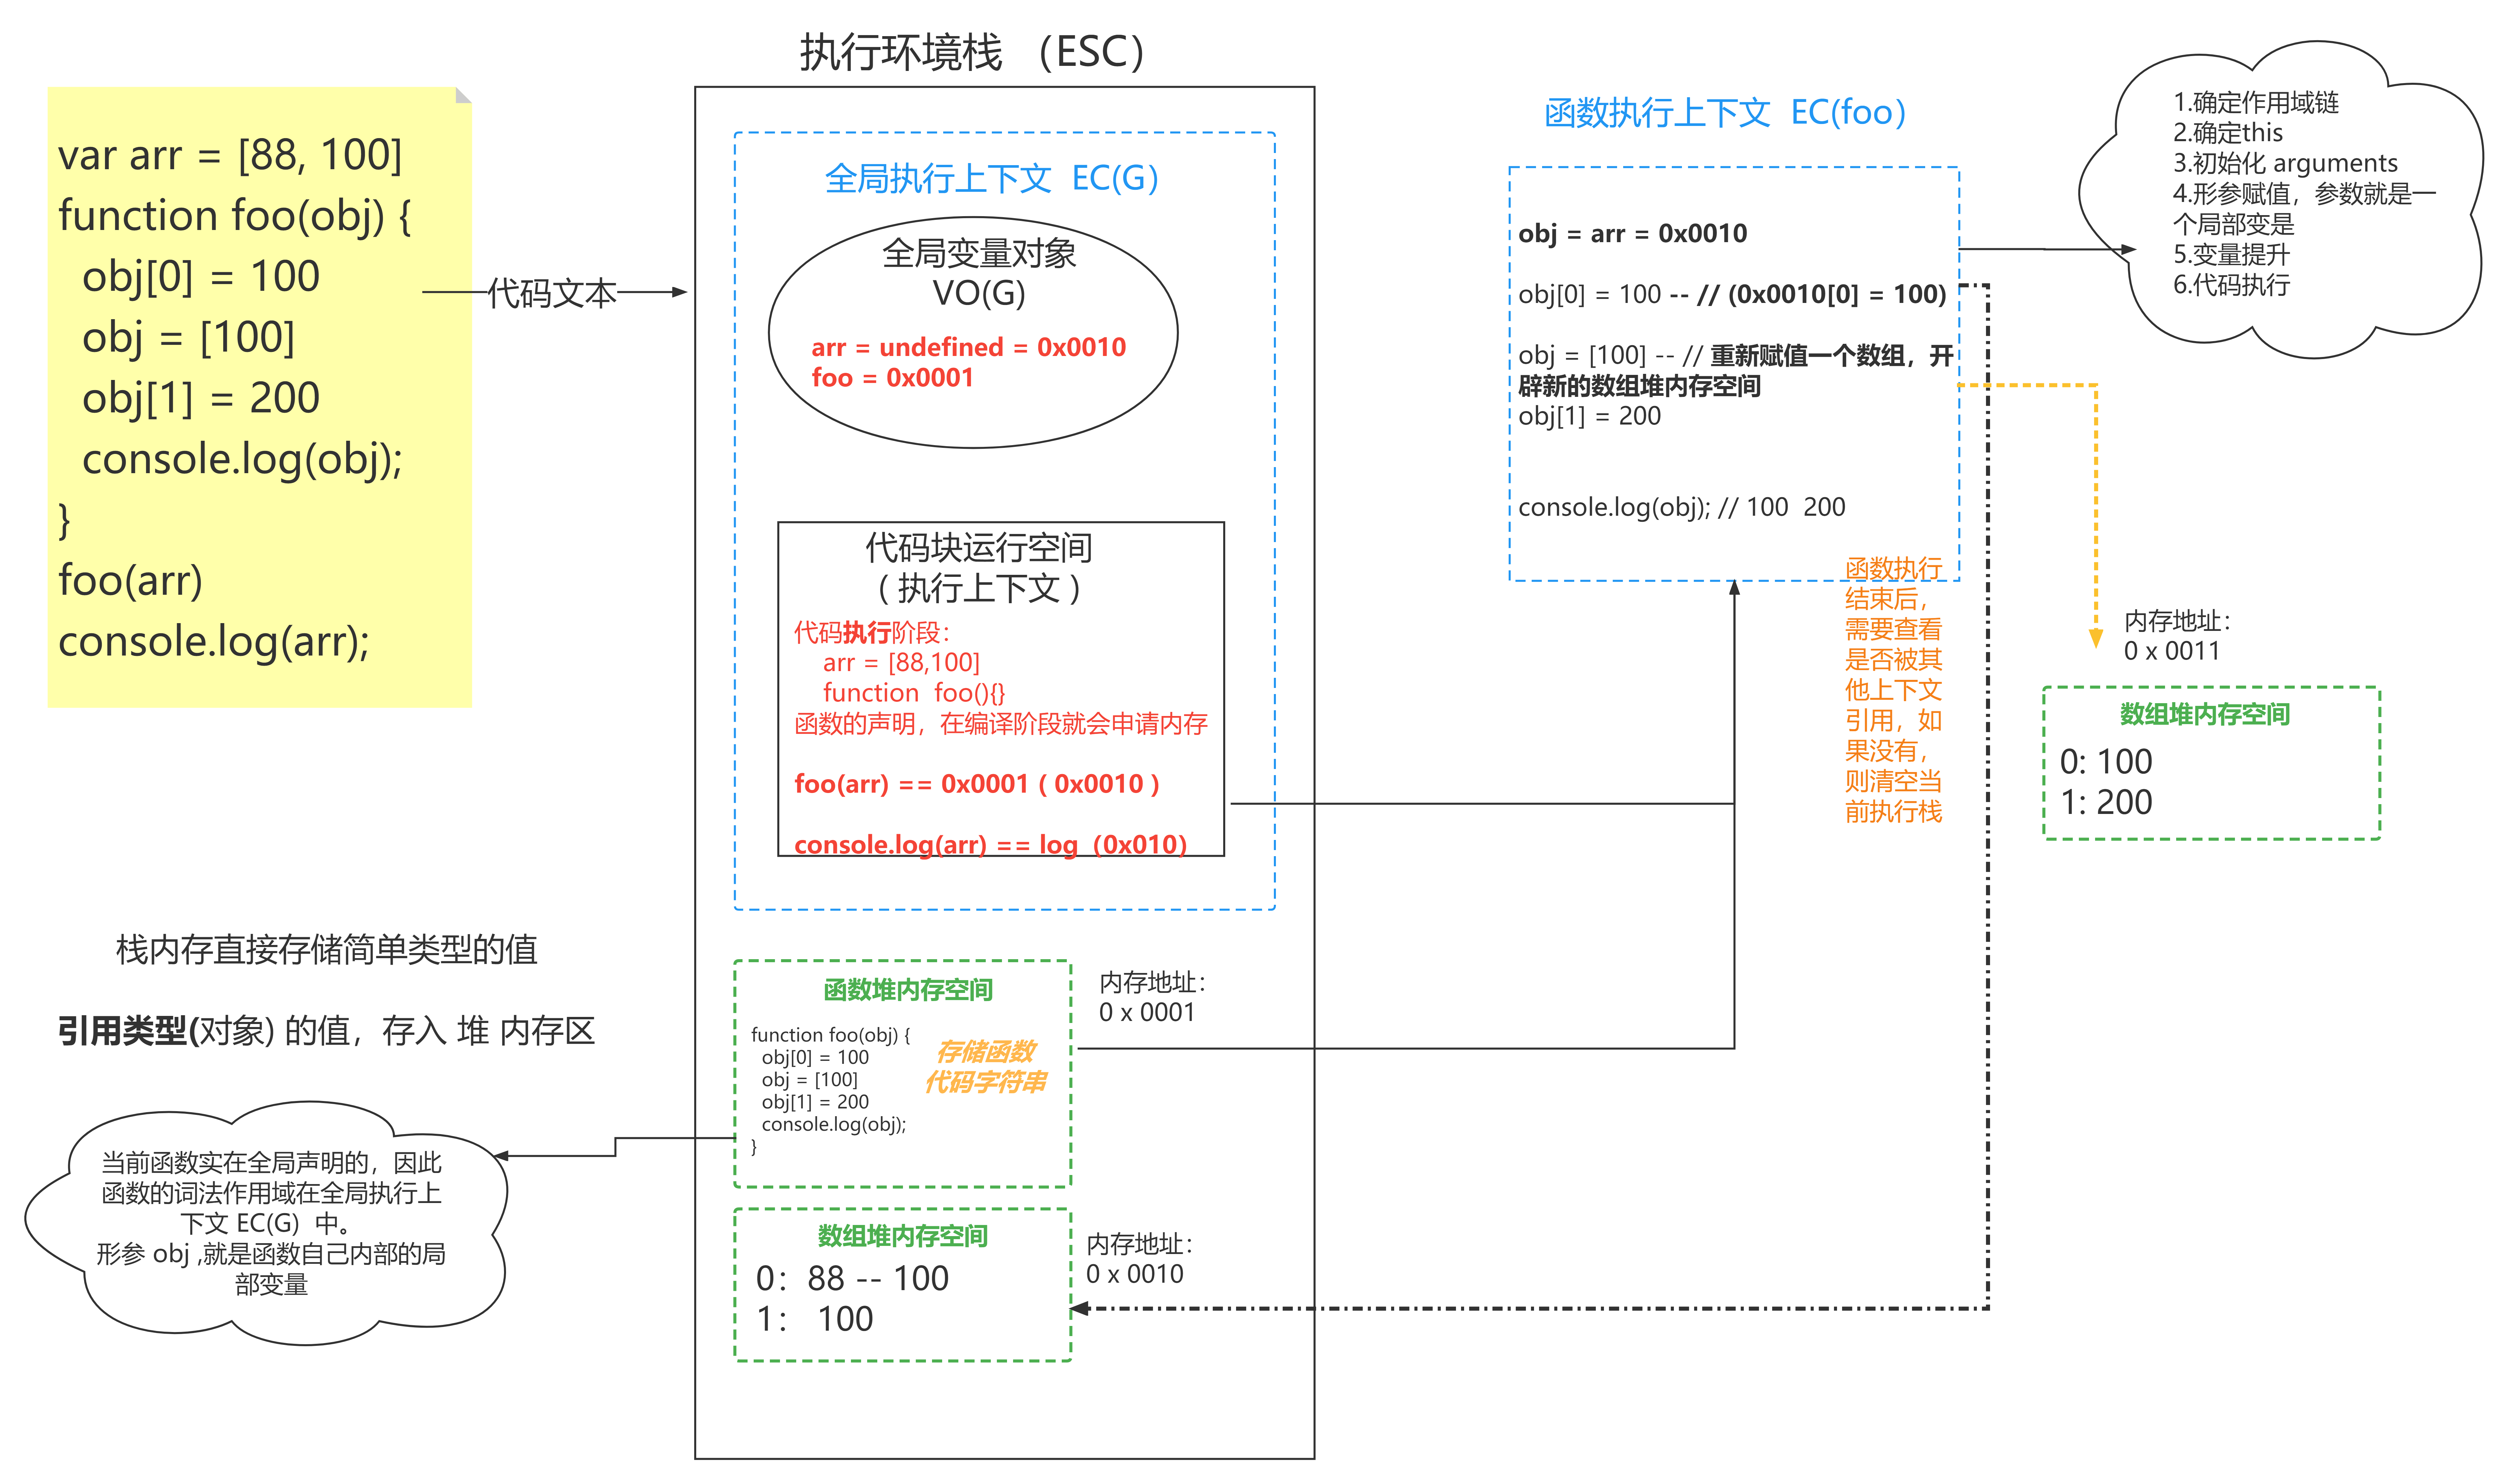 执行环境栈 （ESC）
var arr = [88, 100]
function foo(obj) {
  obj[0] = 100
  obj = [100]
  obj[1] = 200
  console.log(obj);
}
foo(arr)
console.log(arr);
代码文本
全局执行上下文  EC(G)
全局变量对象
VO(G)
arr = undefined = 0x0010
foo = 0x0001
代码块运行空间
( 执行上下文 )
代码执行阶段：
arr = [88,100]
function  foo(){}
函数的声明，在编译阶段就会申请内存
foo(arr) == 0x0001 ( 0x0010 )
console.log(arr) == log  (0x010)
函数执行上下文  EC(foo)
obj = arr = 0x0010
obj[0] = 100 -- // (0x0010[0] = 100)
obj = [100] -- // 重新赋值一个数组，开
辟新的数组堆内存空间
obj[1] = 200
console.log(obj); // 100  200
函数执行
结束后，
需要查看
是否被其
他上下文
引用，如
果没有，
则清空当
前执行栈
1.确定作用域链
2.确定this
3.初始化 arguments
4.形参赋值，参数就是一
个局部变是
5.变量提升
6.代码执行
内存地址：
0 x 0011
数组堆内存空间
0: 100
1: 200
栈内存直接存储简单类型的值
引用类型(对象) 的值，存入 堆 内存区
当前函数实在全局声明的，因此
函数的词法作用域在全局执行上
下文 EC(G)  中。
形参 obj ,就是函数自己内部的局
部变量
函数堆内存空间
function foo(obj) {
  obj[0] = 100
  obj = [100]
  obj[1] = 200
  console.log(obj);
}
存储函数
代码字符串
内存地址：
0 x 0001
数组堆内存空间
0：88 -- 100
1：  100
内存地址：
0 x 0010